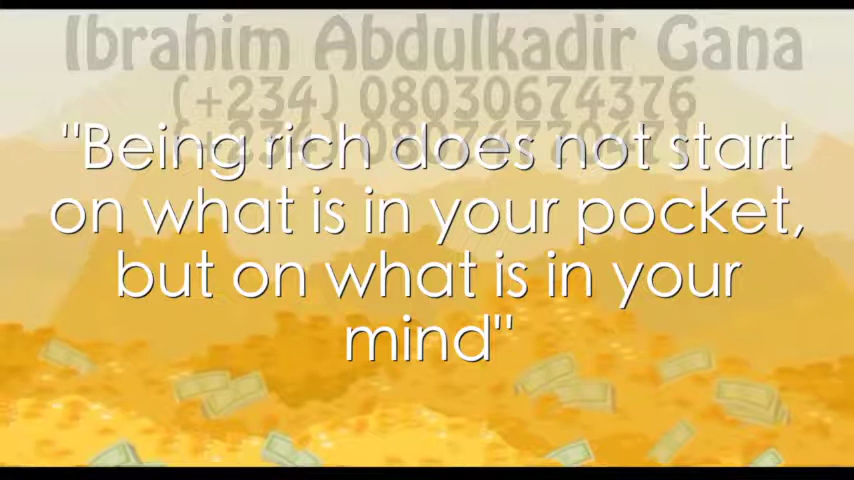 Ibrahim Abdulkadir Gana
(+234) 08030674376
"Being rich does not start
on what is in your pocket,
but on what is in your
mind"